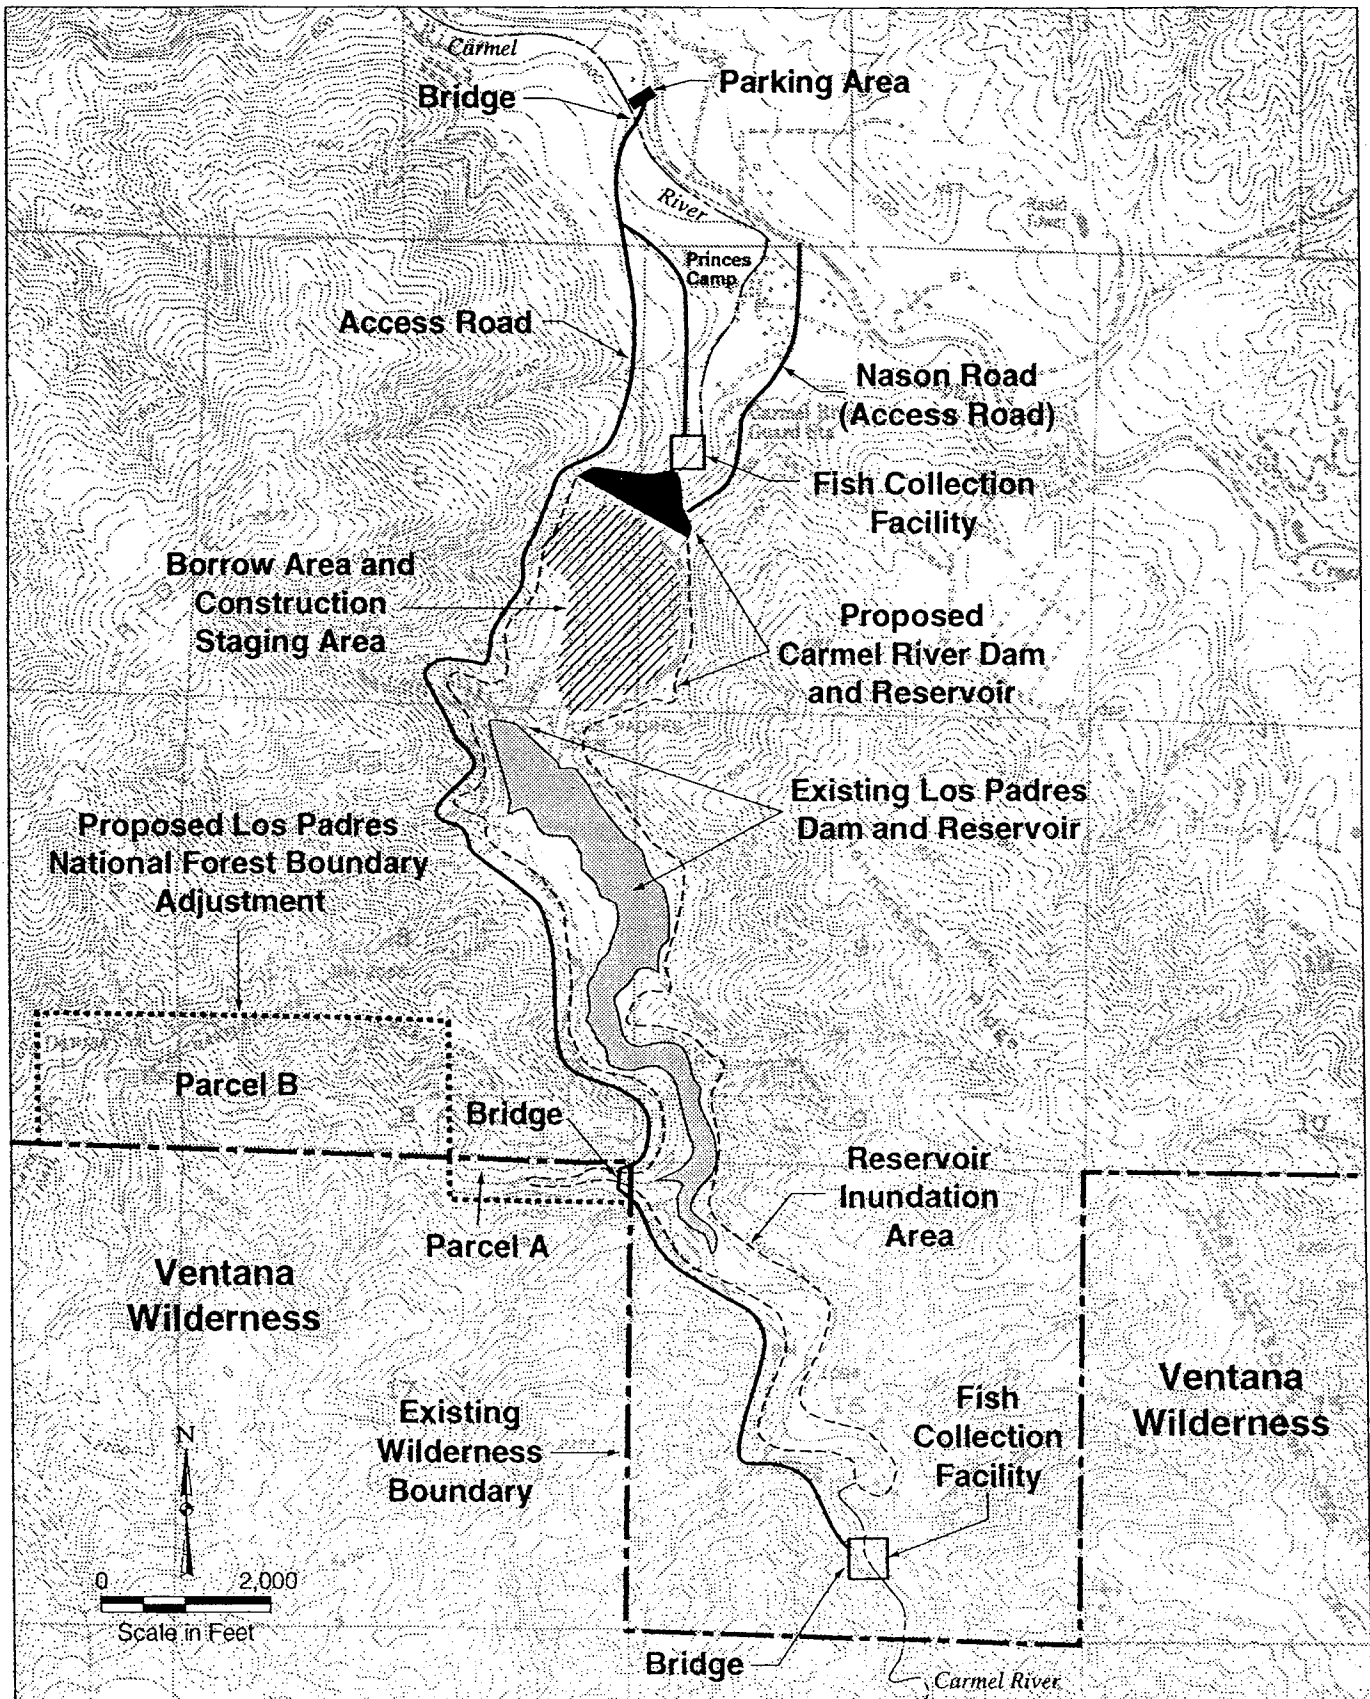 Carmel
Parking Area
Bridge
River
Princes
Camp
Access Road
Nason Road
(Access Road)
Fish Collection
Facility
Borrow Area and
Construction
Staging Area
Proposed
Carmel River Dam
and Reservoir
Existing Los Padres
Dam and Reservoir
Proposed Los Padres
National Forest Boundary
Adjustment
Parcel B
Bridge
Reservoir
Inundation
Area
Parcel A
Ventana
Wilderness
Ventana
Wilderness
Fish
Collection
Facility
Existing
Wilderness
Boundary
N
0 2,000
Scale in Feet
Bridge
Carmel River